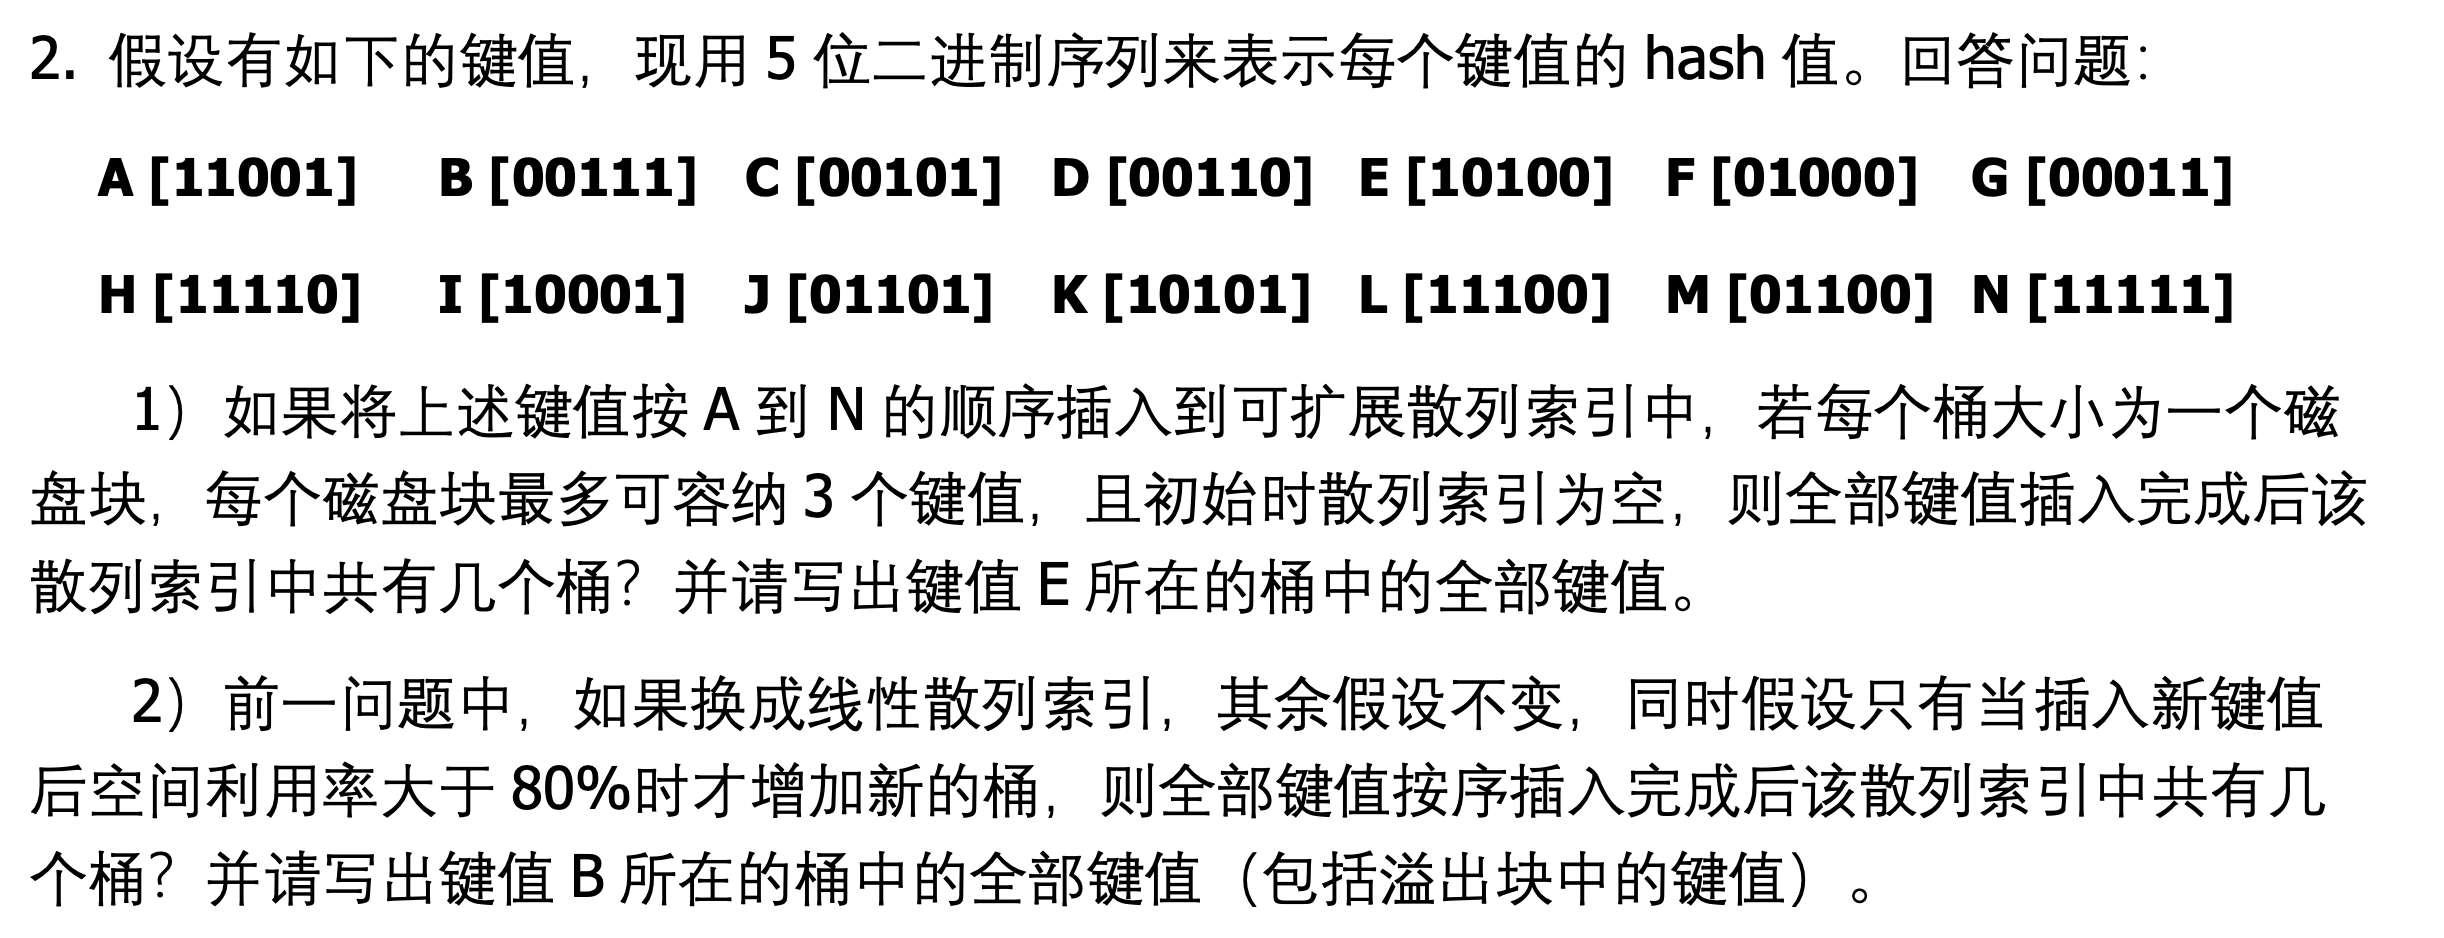 2. 假设有如下的键值，现用 5 位二进制序列来表示每个键值的 hash 值。回答问题：
A [11001] B [00111] C [00101] D [00110] E [10100] F [01000] G [00011]
H [11110] I [10001] J [01101] K [10101] L [11100] M [01100] N [11111]
1）如果将上述键值按 A 到 N 的顺序插入到可扩展散列索引中，若每个桶大小为一个磁
盘块，每个磁盘块最多可容纳 3 个键值，且初始时散列索引为空，则全部键值插入完成后该
散列索引中共有几个桶？并请写出键值 E 所在的桶中的全部键值。
2）前一问题中，如果换成线性散列索引，其余假设不变，同时假设只有当插入新键值
后空间利用率大于 80%时才增加新的桶，则全部键值按序插入完成后该散列索引中共有几
个桶？并请写出键值 B 所在的桶中的全部键值（包括溢出块中的键值）。